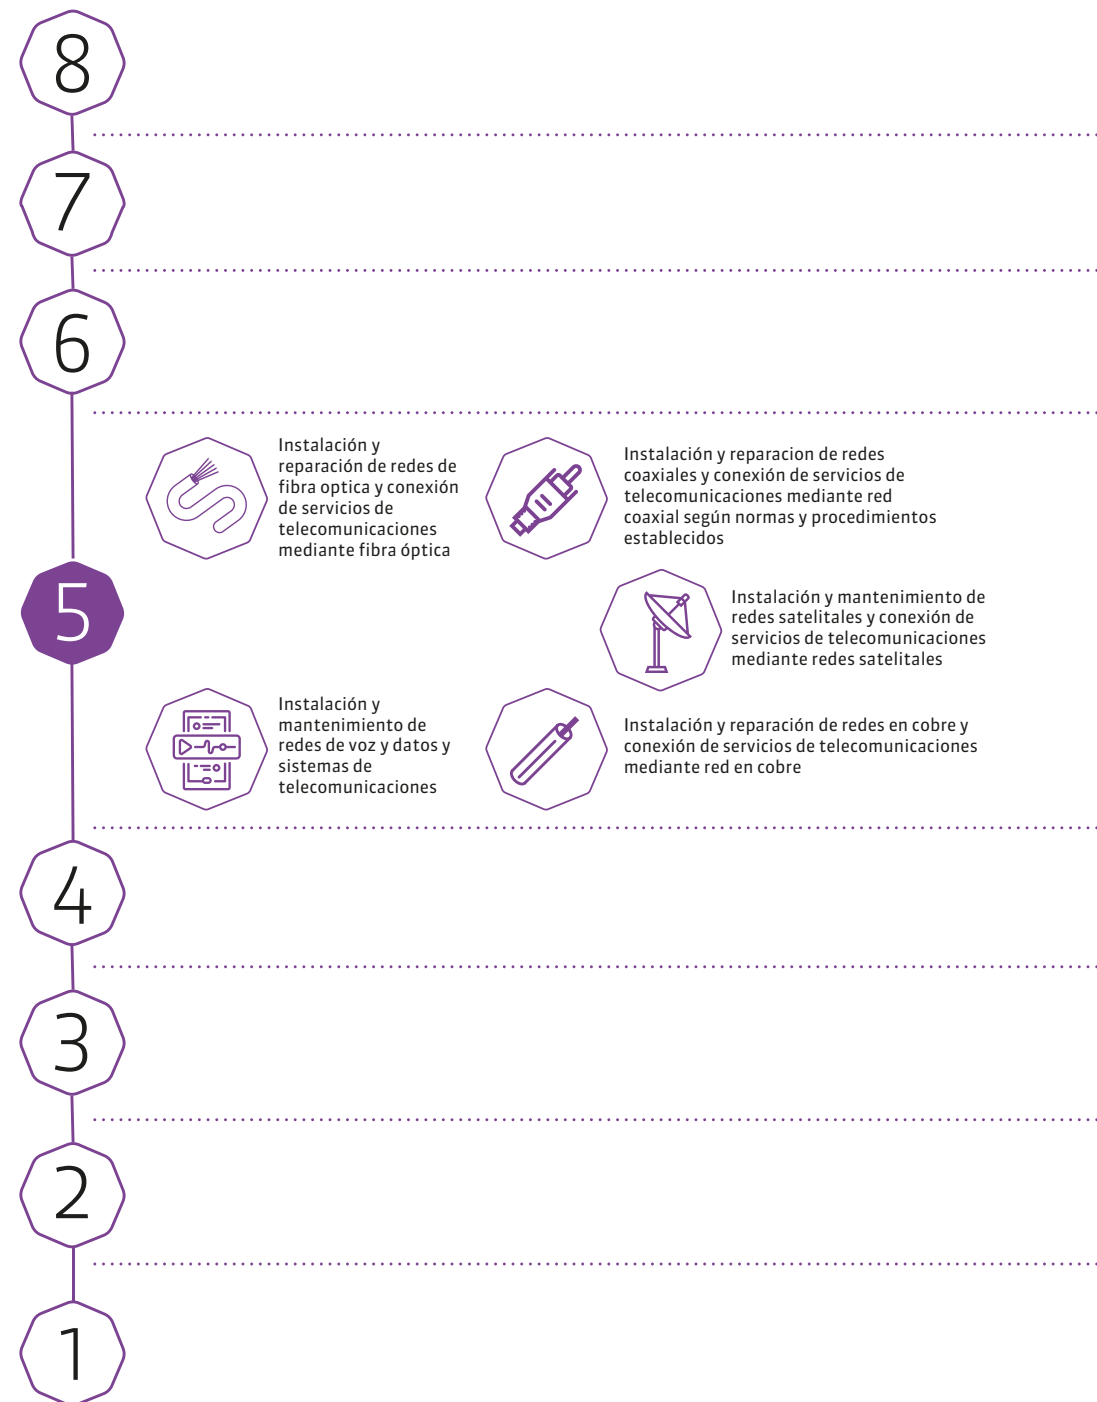 8
7
6
Instalación y
reparación de redes de
fibra optica y conexión
de servicios de
telecomunicaciones
mediante fibra óptica
Instalación y reparacion de redes
coaxiales y conexión de servicios de
telecomunicaciones mediante red
coaxial según normas y procedimientos
establecidos
5
Instalación y mantenimiento de
redes satelitales y conexión de
servicios de telecomunicaciones
mediante redes satelitales
Instalación y
mantenimiento de
redes de voz y datos y
sistemas de
telecomunicaciones
Instalación y reparación de redes en cobre y
conexión de servicios de telecomunicaciones
mediante red en cobre
4
3
2
1